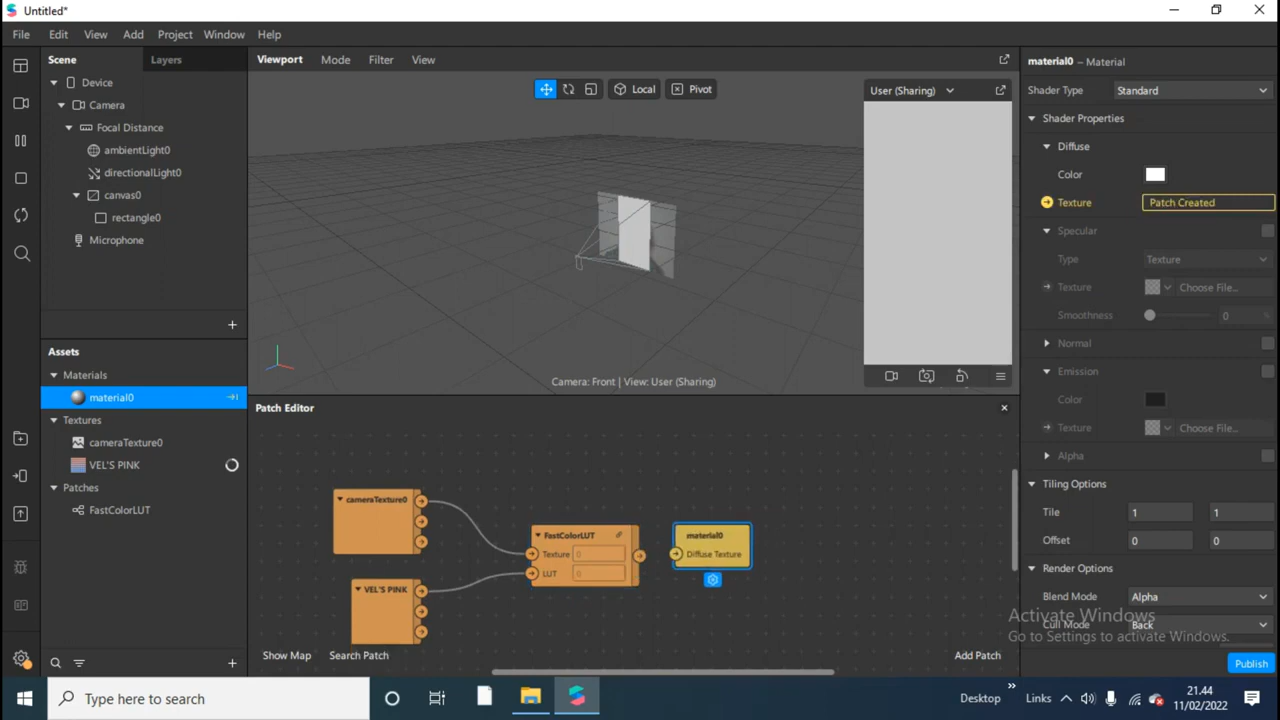 Untitled*
File Edit View Add Project Window Help
Scene Layers
Device
Camera
Focal Distance
ambientLight0
directionalLight0
canvas0
rectangle0
Microphone
Assets
Materials
material0
Textures
cameraTexture0
VEL'S PINK
Patches
FastColorLUT
Viewport Mode Filter View
Local Pivot
User (Sharing)
Camera: Front | View: User (Sharing)
Patch Editor
cameraTexture0
VEL'S PINK
FastColorLUT
Texture 0
LUT 0
material0
Diffuse Texture
Show Map Search Patch Add Patch
material0 – Material
Shader Type Standard
Shader Properties
Diffuse
Color
Texture Patch Created
Specular
Type Texture
Texture Choose File...
Smoothness 0 %
Normal
Emission
Color
Texture Choose File...
Alpha
Tiling Options
Tile 1 1
Offset 0 0
Render Options
Blend Mode Alpha
Cull Mode Back
Activate Windows
Go to Settings to activate Windows.
Publish
Type here to search
Desktop Links
21.44
11/02/2022